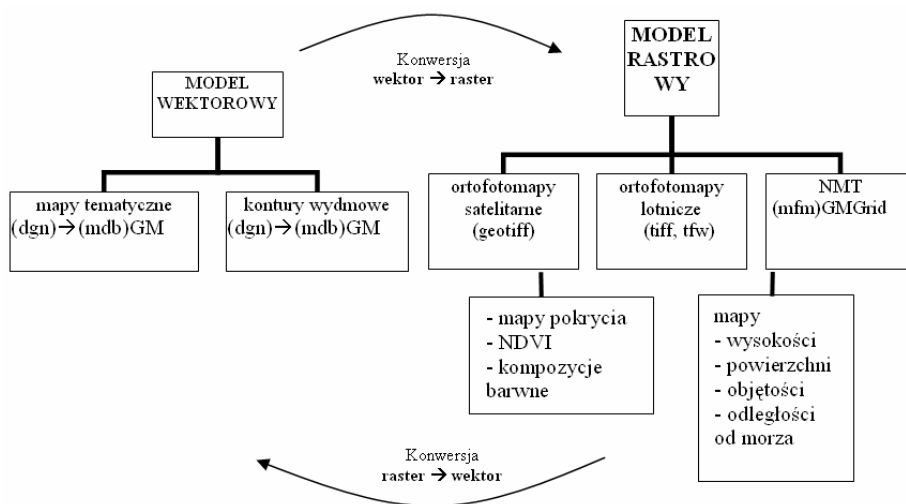 Konwersja
wektor → raster
MODEL
WEKTOROWY
MODEL
RASTRO
WY
mapy tematyczne
(dgn)→(mdb)GM
kontury wydmowe
(dgn)→(mdb)GM
ortofotomapy
satelitarne
(geotiff)
ortofotomapy
lotnicze
(tiff, tfw)
NMT
(mfm)GMGrid
- mapy pokrycia
- NDVI
- kompozycje
barwne
mapy
- wysokości
- powierzchni
- objętości
- odległości
od morza
Konwersja
raster → wektor